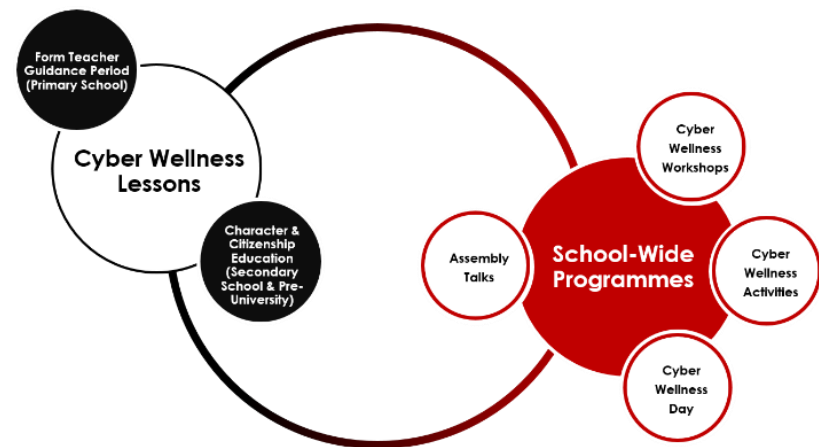 Form Teacher
Guidance Period
(Primary School)
Cyber Wellness
Lessons
Character &
Citizenship
Education
(Secondary
School & Pre-
University)
Assembly
Talks
School-Wide
Programmes
Cyber
Wellness
Workshops
Cyber
Wellness
Activities
Cyber
Wellness
Day